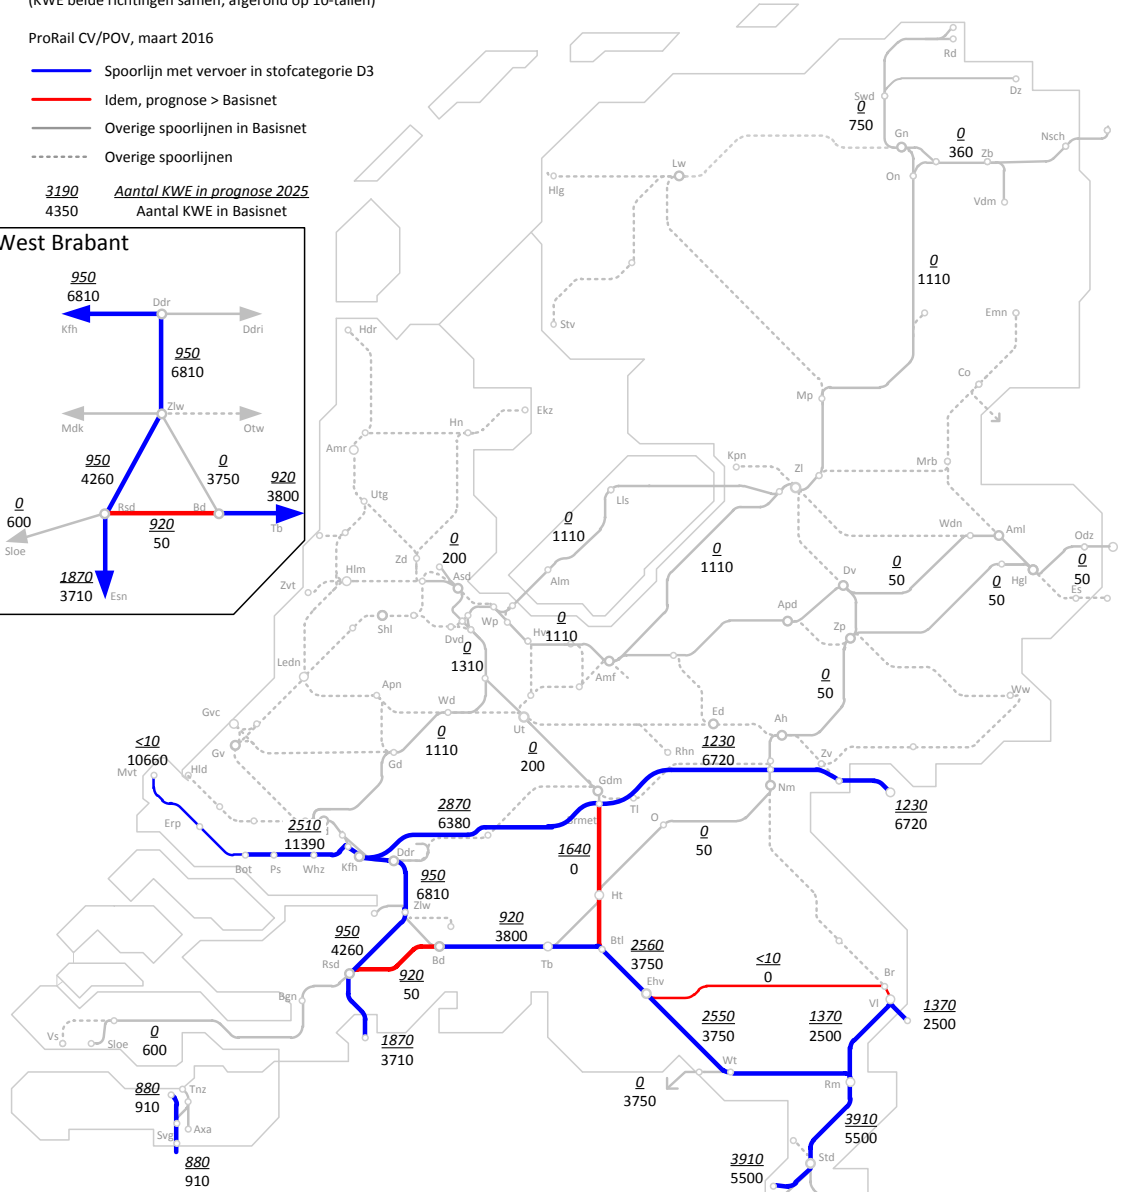 (KWE beide richtingen samen, afgerond op 10-tallen)
ProRail CV/POV, maart 2016
Spoorlijn met vervoer in stofcategorie D3
Idem, prognose > Basisnet
Overige spoorlijnen in Basisnet
Overige spoorlijnen
3190 Aantal KWE in prognose 2025
4350 Aantal KWE in Basisnet
West Brabant
950
6810
Ddr
Kfh
Ddri
950
6810
Zlw
Mdk
Otw
950
4260
0
3750
920
3800
0
600
Rsd
Bd
Tb
920
50
Sloe
1870
3710
Esn
Rd
Swd
Dz
0
750
Gn
0
360
Zb
Nsch
On
Vdm
Lw
Hlg
0
1110
Stv
Emn
Hdr
Co
Mp
Ekz
Hn
Amr
Kpn
Zl
Mrb
Utg
Lls
0
1110
Wdn
Aml
Odz
0
200
Zd
0
1110
Asd
Alm
Dv
0
50
0
50
0
50
Hgl
Es
Hlm
Zvt
Apd
Shl
Wp
Dvd
Hvs
0
1110
Zp
0
1310
Ledn
Amf
0
50
Apn
Wd
Ww
Gvc
Gv
Ut
Ed
Ah
0
1110
0
200
Rhn
1230
6720
Zv
<10
10660
Mvt
Hld
Gd
Gdm
Nm
Tl
1230
6720
2870
6380
Erp
2510
11390
O
0
50
Bot
Ps
Whz
Kfh
Ddr
1640
0
950
6810
Ht
Zlw
950
4260
920
3800
Btl
2560
3750
<10
0
Rsd
Bd
Tb
Ehv
Br
920
50
Vl
Bgn
1370
2500
2550
3750
1370
2500
Vs
Sloe
0
600
1870
3710
Wt
0
3750
Rm
880
910
Tnz
3910
5500
Svg
Axa
Std
880
910
3910
5500